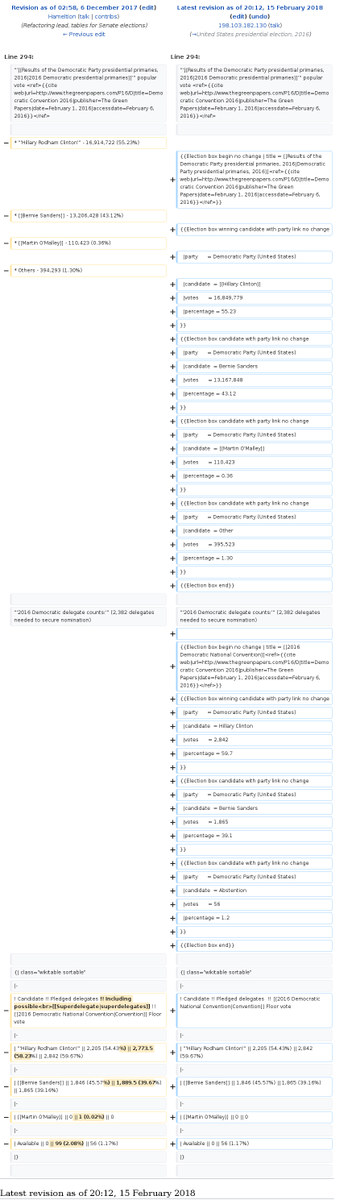 Revision as of 02:58, 6 December 2017 (edit)
Hamelton (talk | contribs)
(Refactoring lead, tables for Senate elections)
← Previous edit
Latest revision as of 20:12, 15 February 2018
(edit) (undo)
198.103.182.130 (talk)
(→United States presidential election, 2016)
Line 294:
Line 294:
'''[[Results of the Democratic Party presidential primaries,
2016|2016 Democratic presidential primaries]]''' popular
vote <ref>{{cite
web|url=http://www.thegreenpapers.com/P16/D|title=Demo
cratic Convention 2016|publisher=The Green
Papers|date=February 1, 2016|accessdate=February 6,
2016}}</ref>
'''[[Results of the Democratic Party presidential primaries,
2016|2016 Democratic presidential primaries]]''' popular
vote <ref>{{cite
web|url=http://www.thegreenpapers.com/P16/D|title=Demo
cratic Convention 2016|publisher=The Green
Papers|date=February 1, 2016|accessdate=February 6,
2016}}</ref>
− * '''Hillary Rodham Clinton''' - 16,914,722 (55.23%)
+ {{Election box begin no change | title = [[Results of the
Democratic Party presidential primaries, 2016|Democratic
Party presidential primaries, 2016]]<ref>{{cite
web|url=http://www.thegreenpapers.com/P16/D|title=Demo
cratic Convention 2016|publisher=The Green
Papers|date=February 1, 2016|accessdate=February 6,
2016}}</ref>}}
− * [[Bernie Sanders]] - 13,206,428 (43.12%)
+ {{Election box winning candidate with party link no change
− * [[Martin O'Malley]] - 110,423 (0.36%)
+ |party = Democratic Party (United States)
− * Others - 394,293 (1.30%)
+ |candidate = [[Hillary Clinton]]
+ |votes = 16,849,779
+ |percentage = 55.23
+ }}
+ {{Election box candidate with party link no change
+ |party = Democratic Party (United States)
+ |candidate = Bernie Sanders
+ |votes = 13,167,848
+ |percentage = 43.12
+ }}
+ {{Election box candidate with party link no change
+ |party = Democratic Party (United States)
+ |candidate = [[Martin O'Malley]]
+ |votes = 110,423
+ |percentage = 0.36
+ }}
+ {{Election box candidate with party link no change
+ |party = Democratic Party (United States)
+ |candidate = Other
+ |votes = 395,523
+ |percentage = 1.30
+ }}
+ {{Election box end}}
'''2016 Democratic delegate counts:''' (2,382 delegates
needed to secure nomination)
'''2016 Democratic delegate counts:''' (2,382 delegates
needed to secure nomination)
+
+ {{Election box begin no change | title = [[2016
Democratic National Convention]]<ref>{{cite
web|url=http://www.thegreenpapers.com/P16/D|title=Demo
cratic Convention 2016|publisher=The Green
Papers|date=February 1, 2016|accessdate=February 6,
2016}}</ref>}}
+ {{Election box winning candidate with party link no change
+ |party = Democratic Party (United States)
+ |candidate = Hillary Clinton
+ |votes = 2,842
+ |percentage = 59.7
+ }}
+ {{Election box candidate with party link no change
+ |party = Democratic Party (United States)
+ |candidate = Bernie Sanders
+ |votes = 1,865
+ |percentage = 39.1
+ }}
+ {{Election box candidate with party link no change
+ |party = Democratic Party (United States)
+ |candidate = Abstention
+ |votes = 56
+ |percentage = 1.2
+ }}
+ {{Election box end}}
{| class="wikitable sortable"
{| class="wikitable sortable"
|-
|-
− ! Candidate !! Pledged delegates !! Including
possible<br>[[Superdelegate|superdelegates]] !!
[[2016 Democratic National Convention|Convention]] Floor
vote
+ ! Candidate !! Pledged delegates !! [[2016 Democratic
National Convention|Convention]] Floor vote
|-
|-
− | '''Hillary Rodham Clinton''' || 2,205 (54.43%) || 2,773.5
(58.23%) || 2,842 (59.67%)
+ | '''Hillary Rodham Clinton''' || 2,205 (54.43%) || 2,842
(59.67%)
|-
|-
− | [[Bernie Sanders]] || 1,846 (45.57%) || 1,889.5 (39.67%)
|| 1,865 (39.16%)
+ | [[Bernie Sanders]] || 1,846 (45.57%) || 1,865 (39.16%)
|-
|-
− | [[Martin O'Malley]] || 0 || 1 (0.02%) || 0
+ | [[Martin O'Malley]] || 0 || 0
|-
|-
− | Available || 0 || 99 (2.08%) || 56 (1.17%)
+ | Available || 0 || 56 (1.17%)
|}
|}
Latest revision as of 20:12, 15 February 2018